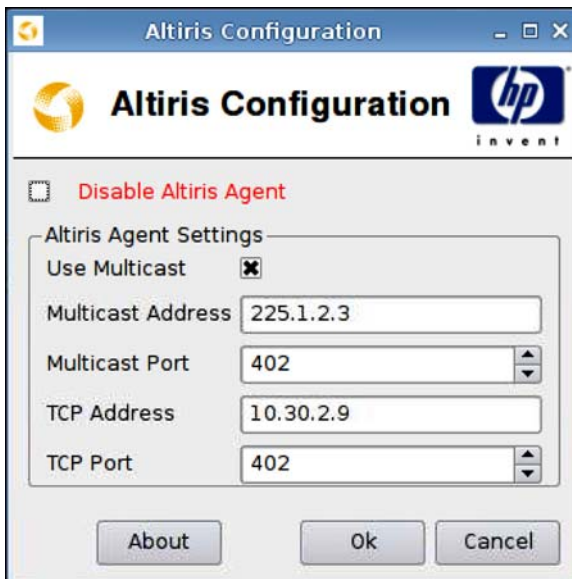 Altiris Configuration
Altiris Configuration
hp
invent
Disable Altiris Agent
Altiris Agent Settings
Use Multicast
Multicast Address 225.1.2.3
Multicast Port 402
TCP Address 10.30.2.9
TCP Port 402
About Ok Cancel